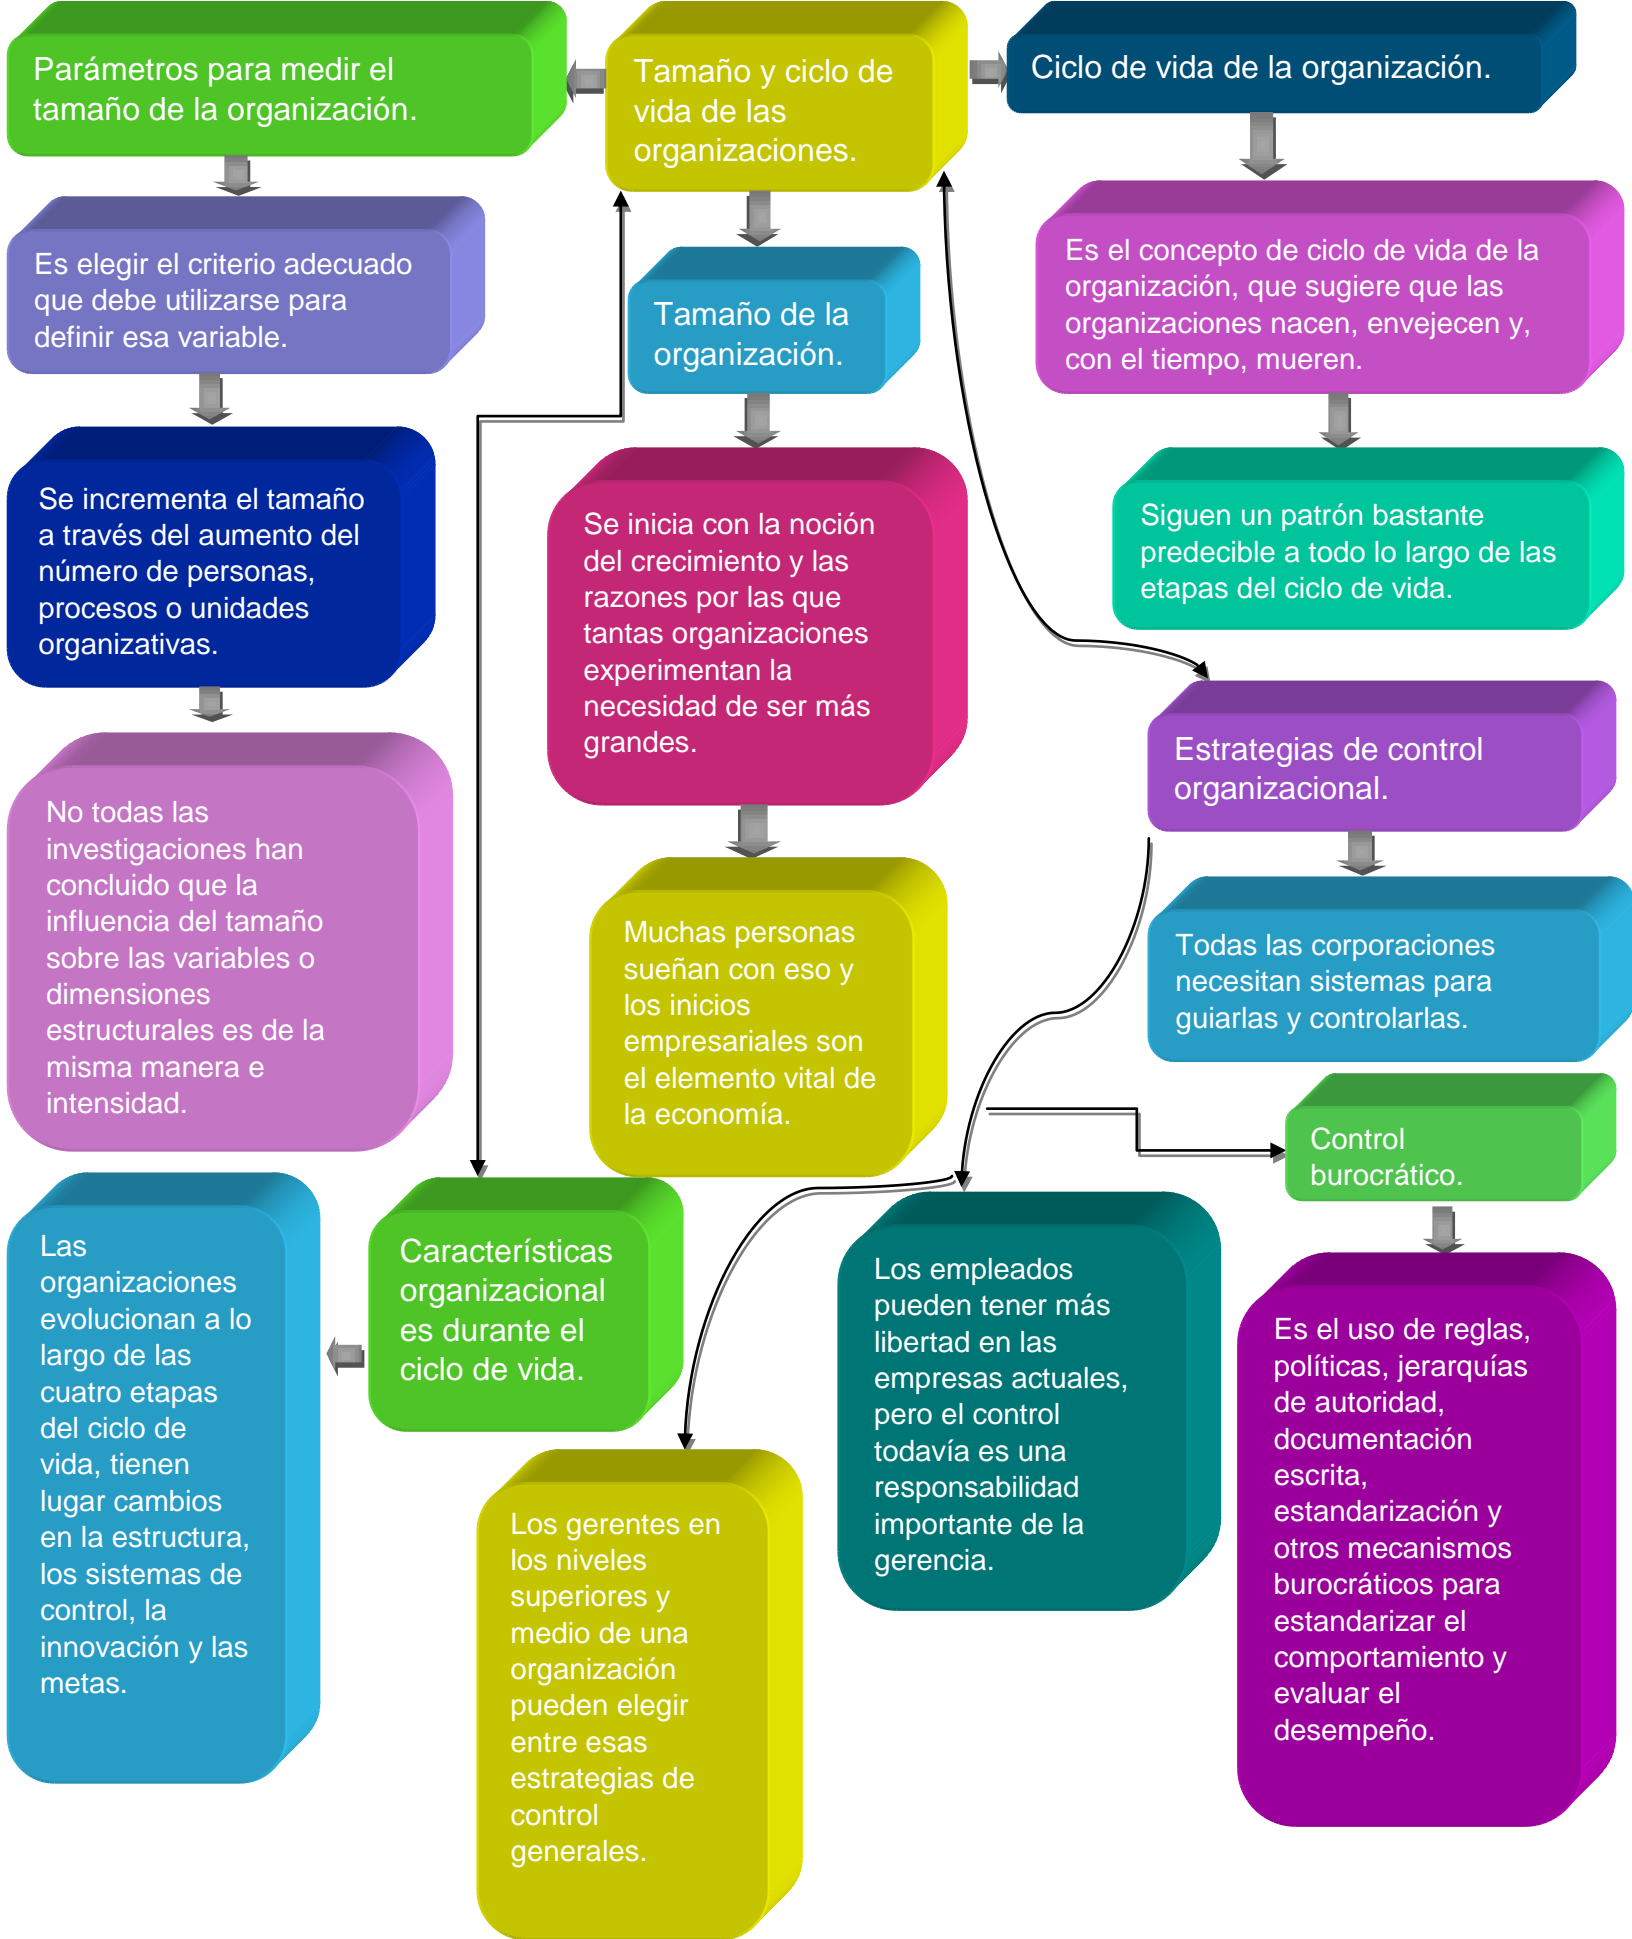 Parámetros para medir el
tamaño de la organización.
Tamaño y ciclo de
vida de las
organizaciones.
Ciclo de vida de la organización.
Es elegir el criterio adecuado
que debe utilizarse para
definir esa variable.
Tamaño de la
organización.
Es el concepto de ciclo de vida de la
organización, que sugiere que las
organizaciones nacen, envejecen y,
con el tiempo, mueren.
Se incrementa el tamaño
a través del aumento del
número de personas,
procesos o unidades
organizativas.
Se inicia con la noción
del crecimiento y las
razones por las que
tantas organizaciones
experimentan la
necesidad de ser más
grandes.
Siguen un patrón bastante
predecible a todo lo largo de las
etapas del ciclo de vida.
Estrategias de control
organizacional.
No todas las
investigaciones han
concluido que la
influencia del tamaño
sobre las variables o
dimensiones
estructurales es de la
misma manera e
intensidad.
Muchas personas
sueñan con eso y
los inicios
empresariales son
el elemento vital de
la economía.
Todas las corporaciones
necesitan sistemas para
guiarlas y controlarlas.
Control
burocrático.
Las
organizaciones
evolucionan a lo
largo de las
cuatro etapas
del ciclo de
vida, tienen
lugar cambios
en la estructura,
los sistemas de
control, la
innovación y las
metas.
Características
organizacional
es durante el
ciclo de vida.
Los gerentes en
los niveles
superiores y
medio de una
organización
pueden elegir
entre esas
estrategias de
control
generales.
Los empleados
pueden tener más
libertad en las
empresas actuales,
pero el control
todavía es una
responsabilidad
importante de la
gerencia.
Es el uso de reglas,
políticas, jerarquías
de autoridad,
documentación
escrita,
estandarización y
otros mecanismos
burocráticos para
estandarizar el
comportamiento y
evaluar el
desempeño.